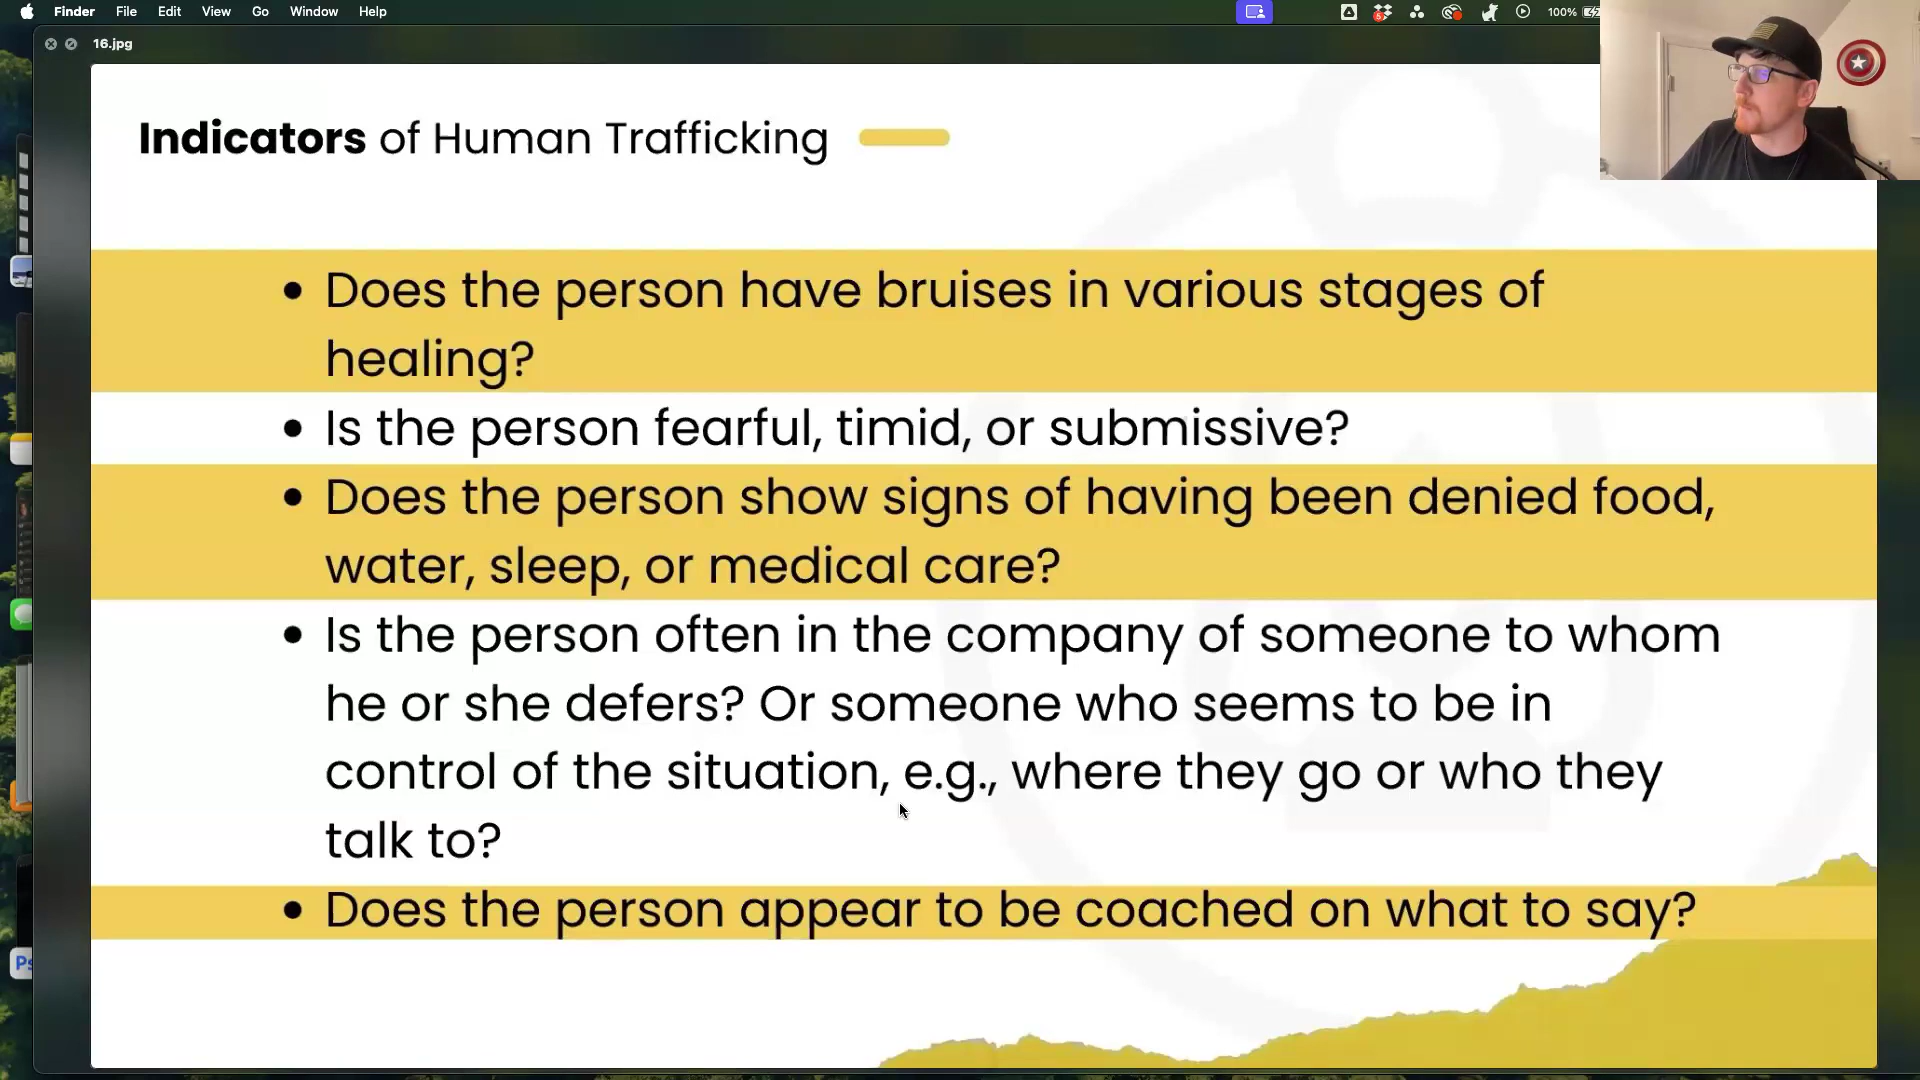 Finder File Edit View Go Window Help
5
100%
16.jpg
Indicators of Human Trafficking
• Does the person have bruises in various stages of
healing?
• Is the person fearful, timid, or submissive?
• Does the person show signs of having been denied food,
water, sleep, or medical care?
• Is the person often in the company of someone to whom
he or she defers? Or someone who seems to be in
control of the situation, e.g., where they go or who they
talk to?
• Does the person appear to be coached on what to say?
Ps